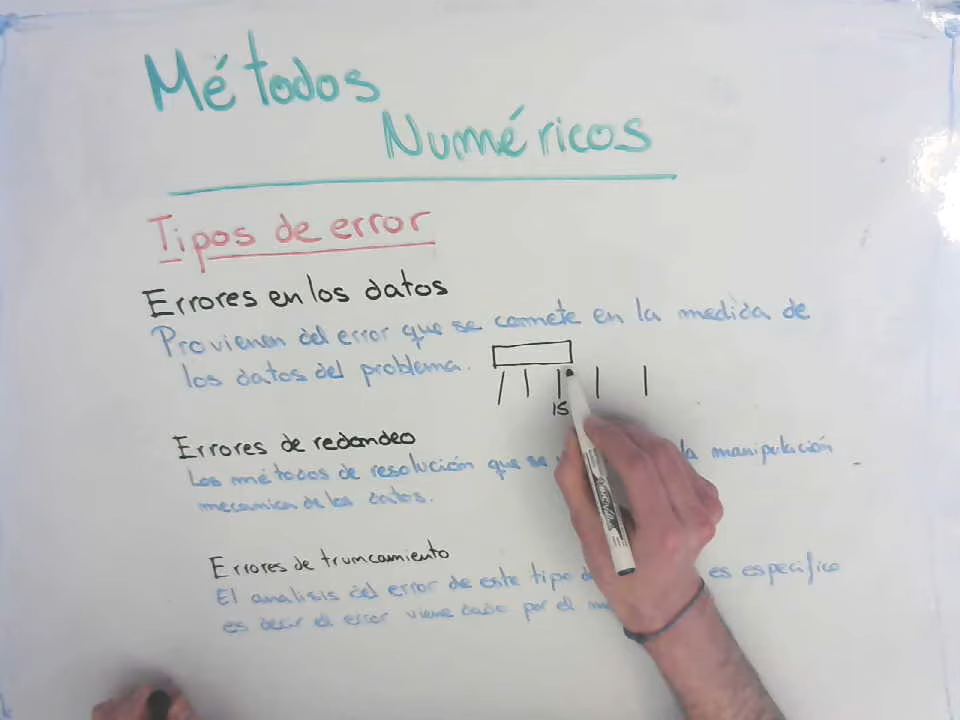 Métodos
Numéricos
Tipos de error
Errores en los datos
Provienen del error que se comete en la medida de
los datos del problema.
15
Errores de redondeo
Los métodos de resolución que se la manipulación
mecanica de los datos.
Errores de truncamiento
El analisis del error de este tipo es especifico
es decir el error viene dado por el